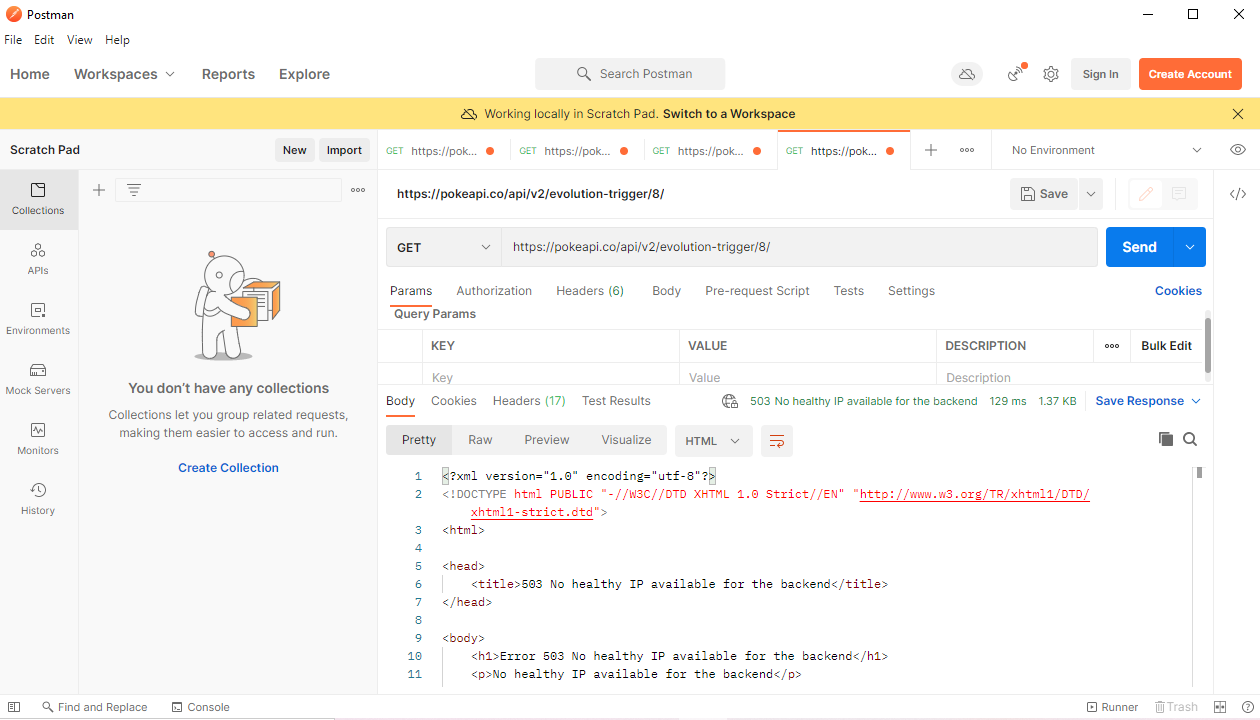 Postman
File Edit View Help
Home Workspaces Reports Explore Search Postman Sign In Create Account
Working locally in Scratch Pad. Switch to a Workspace
Scratch Pad New Import GET https://pok... GET https://pok... GET https://pok... GET https://pok... No Environment
https://pokeapi.co/api/v2/evolution-trigger/8/ Save
Collections
APIs
Environments
Mock Servers
Monitors
History
You don't have any collections
Collections let you group related requests,
making them easier to access and run.
Create Collection
GET https://pokeapi.co/api/v2/evolution-trigger/8/ Send
Params Authorization Headers (6) Body Pre-request Script Tests Settings Cookies
Query Params
KEY VALUE DESCRIPTION Bulk Edit
Key Value Description
Body Cookies Headers (17) Test Results 503 No healthy IP available for the backend 129 ms 1.37 KB Save Response
Pretty Raw Preview Visualize HTML
1 <?xml version="1.0" encoding="utf-8"?>
2 <!DOCTYPE html PUBLIC "-//W3C//DTD XHTML 1.0 Strict//EN" "http://www.w3.org/TR/xhtml1/DTD/
xhtml1-strict.dtd">
3 <html>
4
5 <head>
6 <title>503 No healthy IP available for the backend</title>
7 </head>
8
9 <body>
10 <h1>Error 503 No healthy IP available for the backend</h1>
11 <p>No healthy IP available for the backend</p>
Find and Replace Console Runner Trash